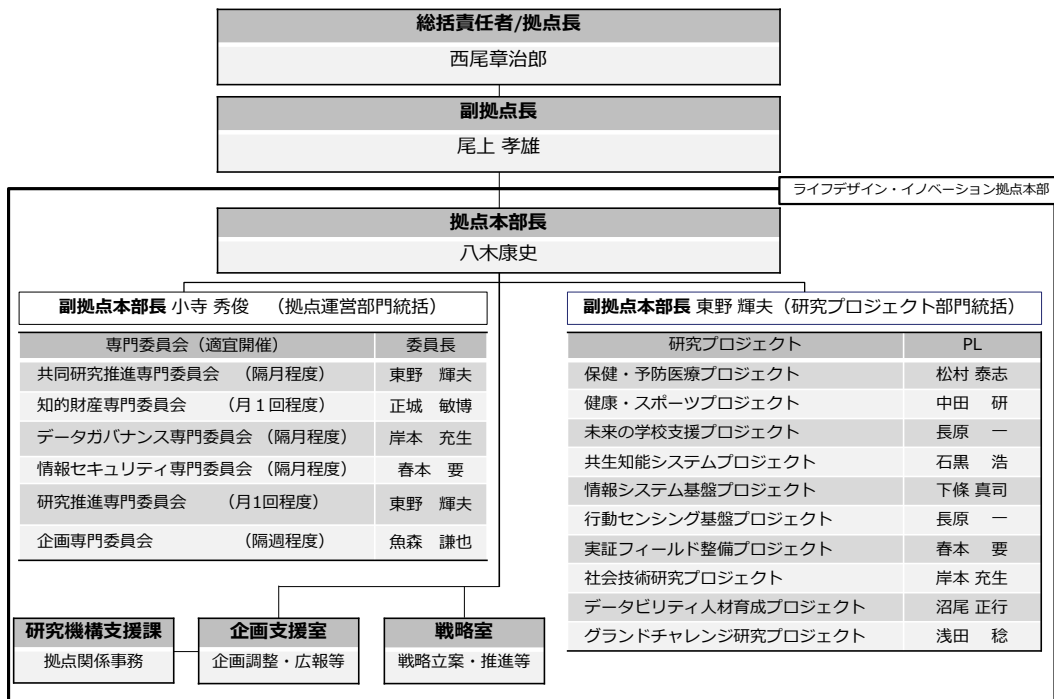 総括責任者/拠点長
西尾章治郎
副拠点長
尾上 孝雄
ライフデザイン・イノベーション拠点本部
拠点本部長
八木康史
副拠点本部長 小寺 秀俊 (拠点運営部門統括)
専門委員会(適宜開催) 委員長
共同研究推進専門委員会 (隔月程度) 東野 輝夫
知的財産専門委員会 (月1回程度) 正城 敏博
データガバナンス専門委員会 (隔月程度) 岸本 充生
情報セキュリティ専門委員会 (隔月程度) 春本 要
研究推進専門委員会 (月1回程度) 東野 輝夫
企画専門委員会 (隔週程度) 魚森 謙也
副拠点本部長 東野 輝夫(研究プロジェクト部門統括)
研究プロジェクト PL
保健・予防医療プロジェクト 松村 泰志
健康・スポーツプロジェクト 中田 研
未来の学校支援プロジェクト 長原 一
共生知能システムプロジェクト 石黒 浩
情報システム基盤プロジェクト 下條 真司
行動センシング基盤プロジェクト 長原 一
実証フィールド整備プロジェクト 春本 要
社会技術研究プロジェクト 岸本 充生
データビリティ人材育成プロジェクト 沼尾 正行
グランドチャレンジ研究プロジェクト 浅田 稔
研究機構支援課
拠点関係事務
企画支援室
企画調整・広報等
戦略室
戦略立案・推進等